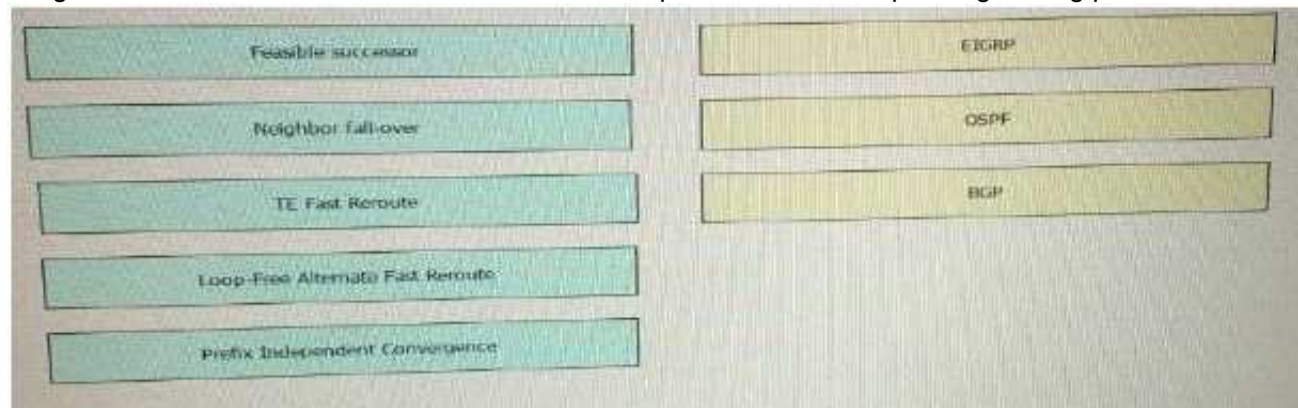 Feasible successor
Neighbor fall-over
TE Fast Reroute
Loop-Free Alternate Fast Reroute
Prefix Independent Convergence
EIGRP
OSPF
BGP